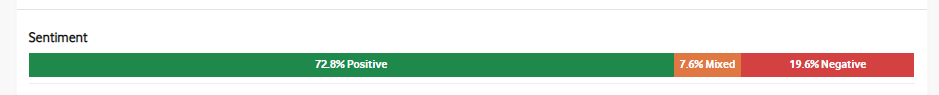 Sentiment
72.8% Positive
7.6% Mixed
19.6% Negative